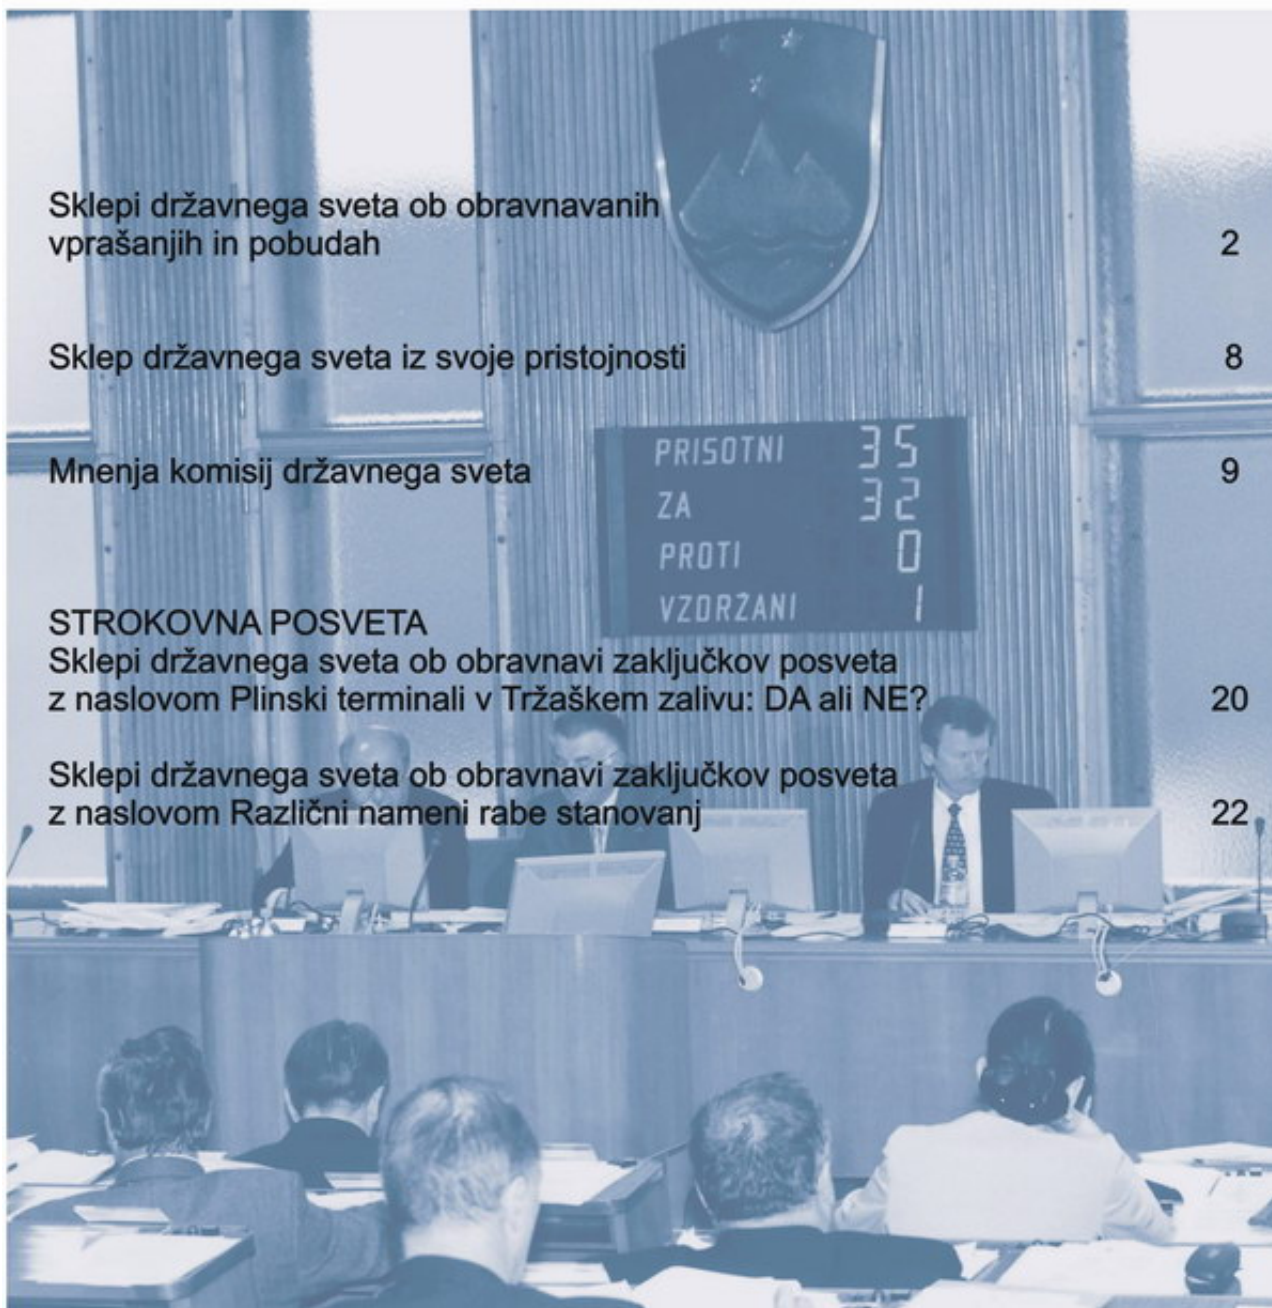 Sklepi državnega sveta ob obravnavanih
vprašanjih in pobudah 2
Sklep državnega sveta iz svoje pristojnosti 8
PRISOTNI 35
Mnenja komisij državnega sveta 9
ZA 32
PROTI 0
VZDRŽANI 1
STROKOVNA POSVETA
Sklepi državnega sveta ob obravnavi zaključkov posveta
z naslovom Plinski terminali v Tržaškem zalivu: DA ali NE? 20
Sklepi državnega sveta ob obravnavi zaključkov posveta
z naslovom Različni nameni rabe stanovanj 22